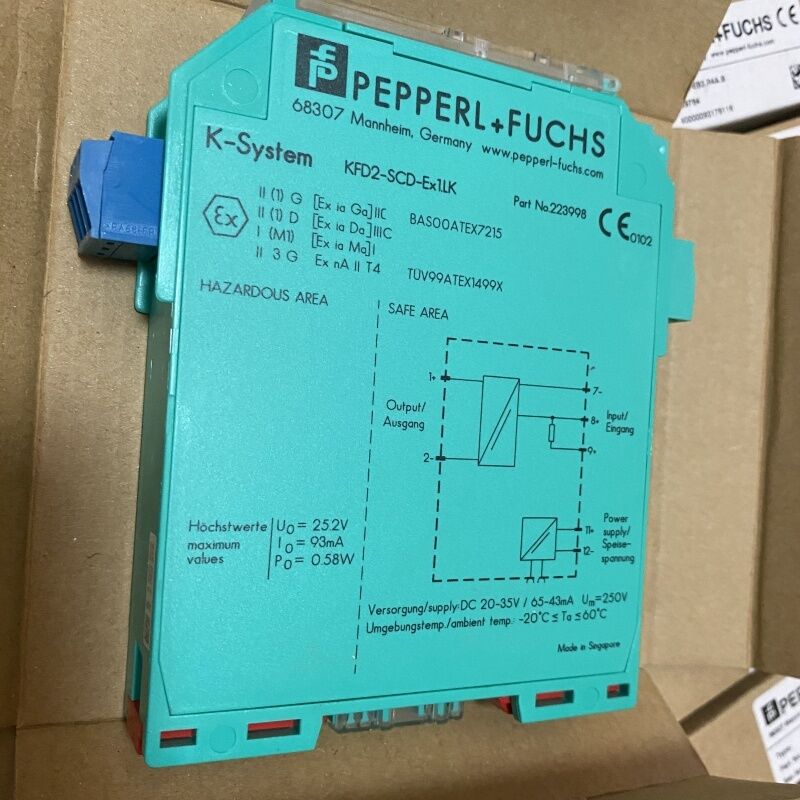 PEPPERL+FUCHS
68307 Mannheim, Germany www.pepperl-fuchs.com
K-System KFD2-SCD-Ex1.LK Part No.223998 CE 0102
Ex
II (1) G [Ex ia Ga]IIC BAS00ATEX7215
II (1) D [Ex ia Da]IIIC
I (M1) [Ex ia Ma]I
II 3 G Ex nA II T4 TÜV99ATEX1499X
HAZARDOUS AREA
SAFE AREA
1+
7-
Output/
Ausgang
8+
Input/
Eingang
2-
9+
Höchstwerte
maximum
values
U0 = 25.2V
I0 = 93mA
P0 = 0.58W
11+
12-
Power
supply/
Speise-
spannung
Versorgung/supply:DC 20-35V / 65-43mA Um=250V
Umgebungstemp./ambient temp.: -20°C ≤ Ta ≤ 60°C
Made in Singapore
+FUCHS CE
www.pepperl-fuchs.com
PEPPERL